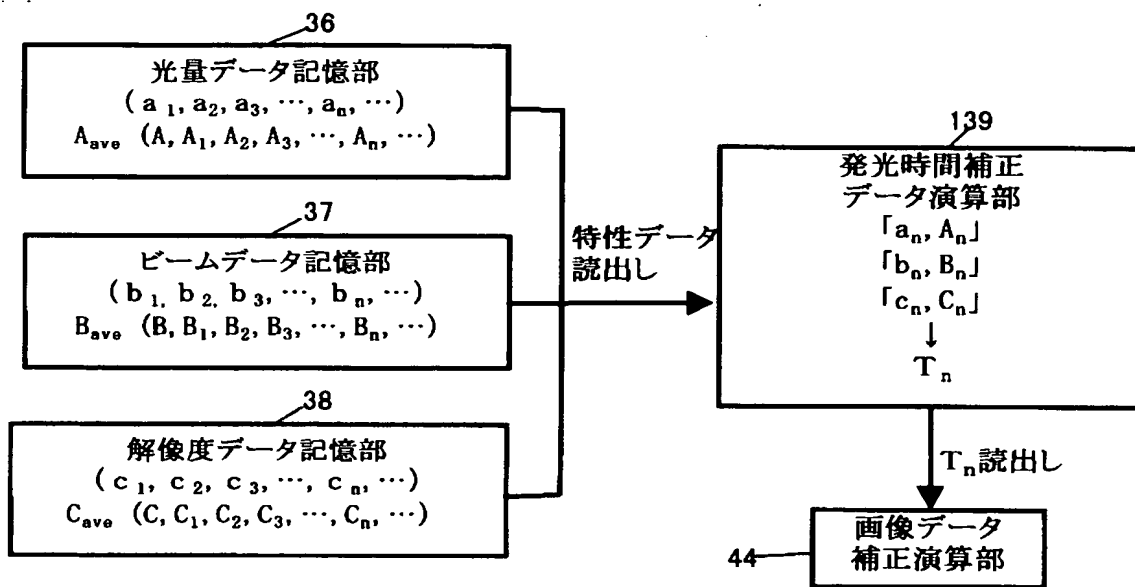 36
光量データ記憶部
(a1, a2, a3, …, an, …)
Aave (A, A1, A2, A3, …, An, …)
37
ビームデータ記憶部
(b1, b2, b3, …, bn, …)
Bave (B, B1, B2, B3, …, Bn, …)
38
解像度データ記憶部
(c1, c2, c3, …, cn, …)
Cave (C, C1, C2, C3, …, Cn, …)
特性データ
読出し
139
発光時間補正
データ演算部
「an, An」
「bn, Bn」
「cn, Cn」
↓
Tn
Tn読出し
画像データ
補正演算部
44